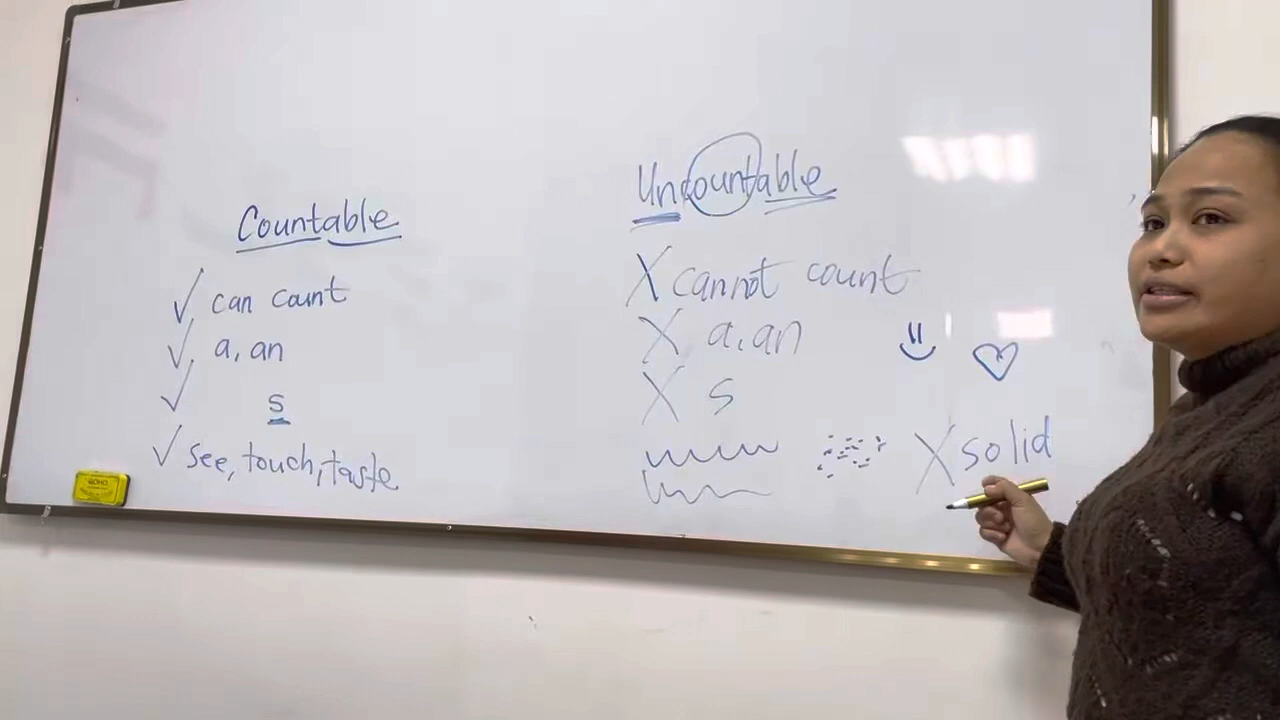 Countable
✓ can count
✓ a, an
✓ s
✓ see, touch, taste
Uncountable
X cannot count
X a, an
X s
X solid